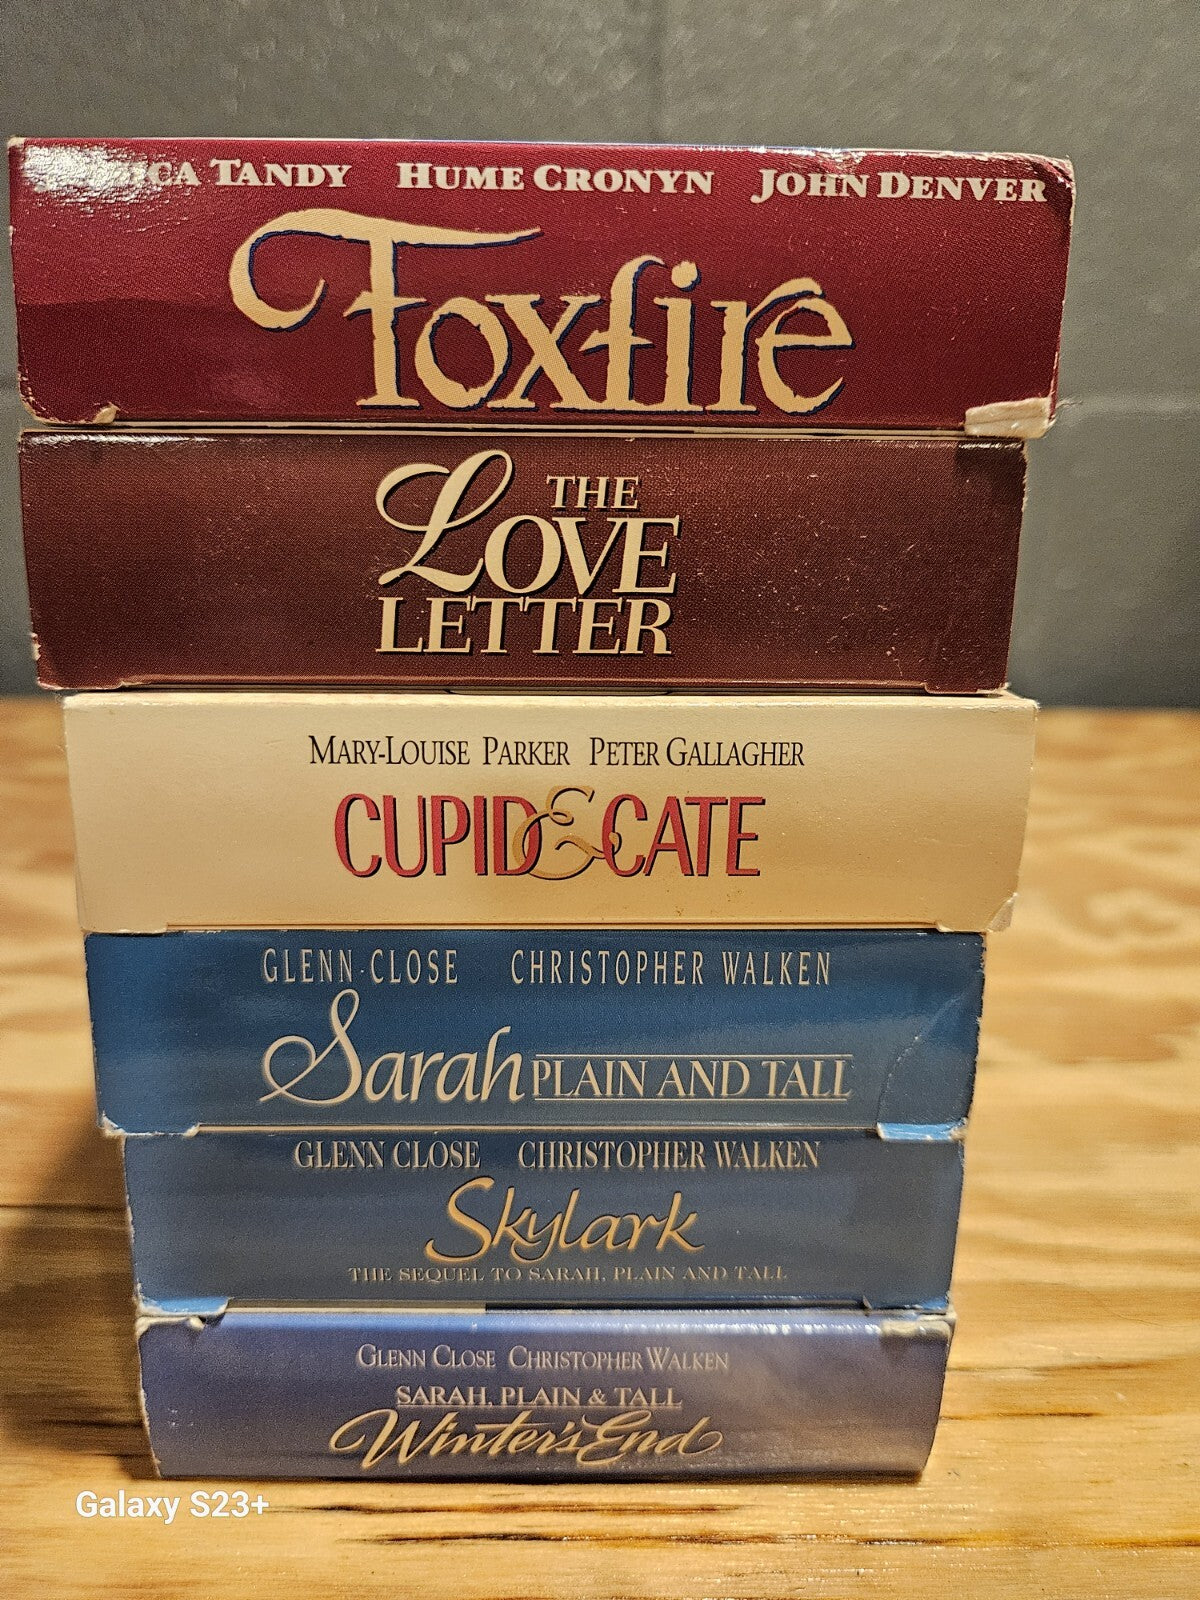 TANDY HUME CRONYN JOHN DENVER
Foxfire
THE
LOVE
LETTER
MARY-LOUISE PARKER PETER GALLAGHER
CUPID & CATE
GLENN CLOSE CHRISTOPHER WALKEN
Sarah PLAIN AND TALL
GLENN CLOSE CHRISTOPHER WALKEN
Skylark
THE SEQUEL TO SARAH, PLAIN AND TALL
GLENN CLOSE CHRISTOPHER WALKEN
SARAH, PLAIN & TALL
Winter's End
Galaxy S23+